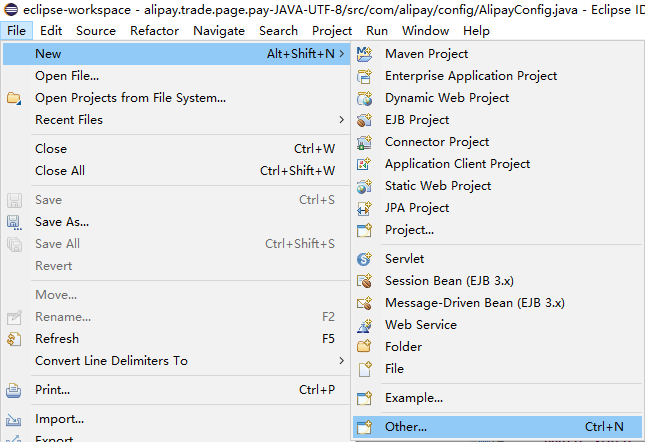 eclipse-workspace - alipay.trade.page.pay-JAVA-UTF-8/src/com/alipay/config/AlipayConfig.java - Eclipse ID
File Edit Source Refactor Navigate Search Project Run Window Help
New Alt+Shift+N >
Open File...
Open Projects from File System...
Recent Files >
Close Ctrl+W
Close All Ctrl+Shift+W
Save Ctrl+S
Save As...
Save All Ctrl+Shift+S
Revert
Move...
Rename... F2
Refresh F5
Convert Line Delimiters To >
Print... Ctrl+P
Import...
Export
Maven Project
Enterprise Application Project
Dynamic Web Project
EJB Project
Connector Project
Application Client Project
Static Web Project
JPA Project
Project...
Servlet
Session Bean (EJB 3.x)
Message-Driven Bean (EJB 3.x)
Web Service
Folder
File
Example...
Other... Ctrl+N